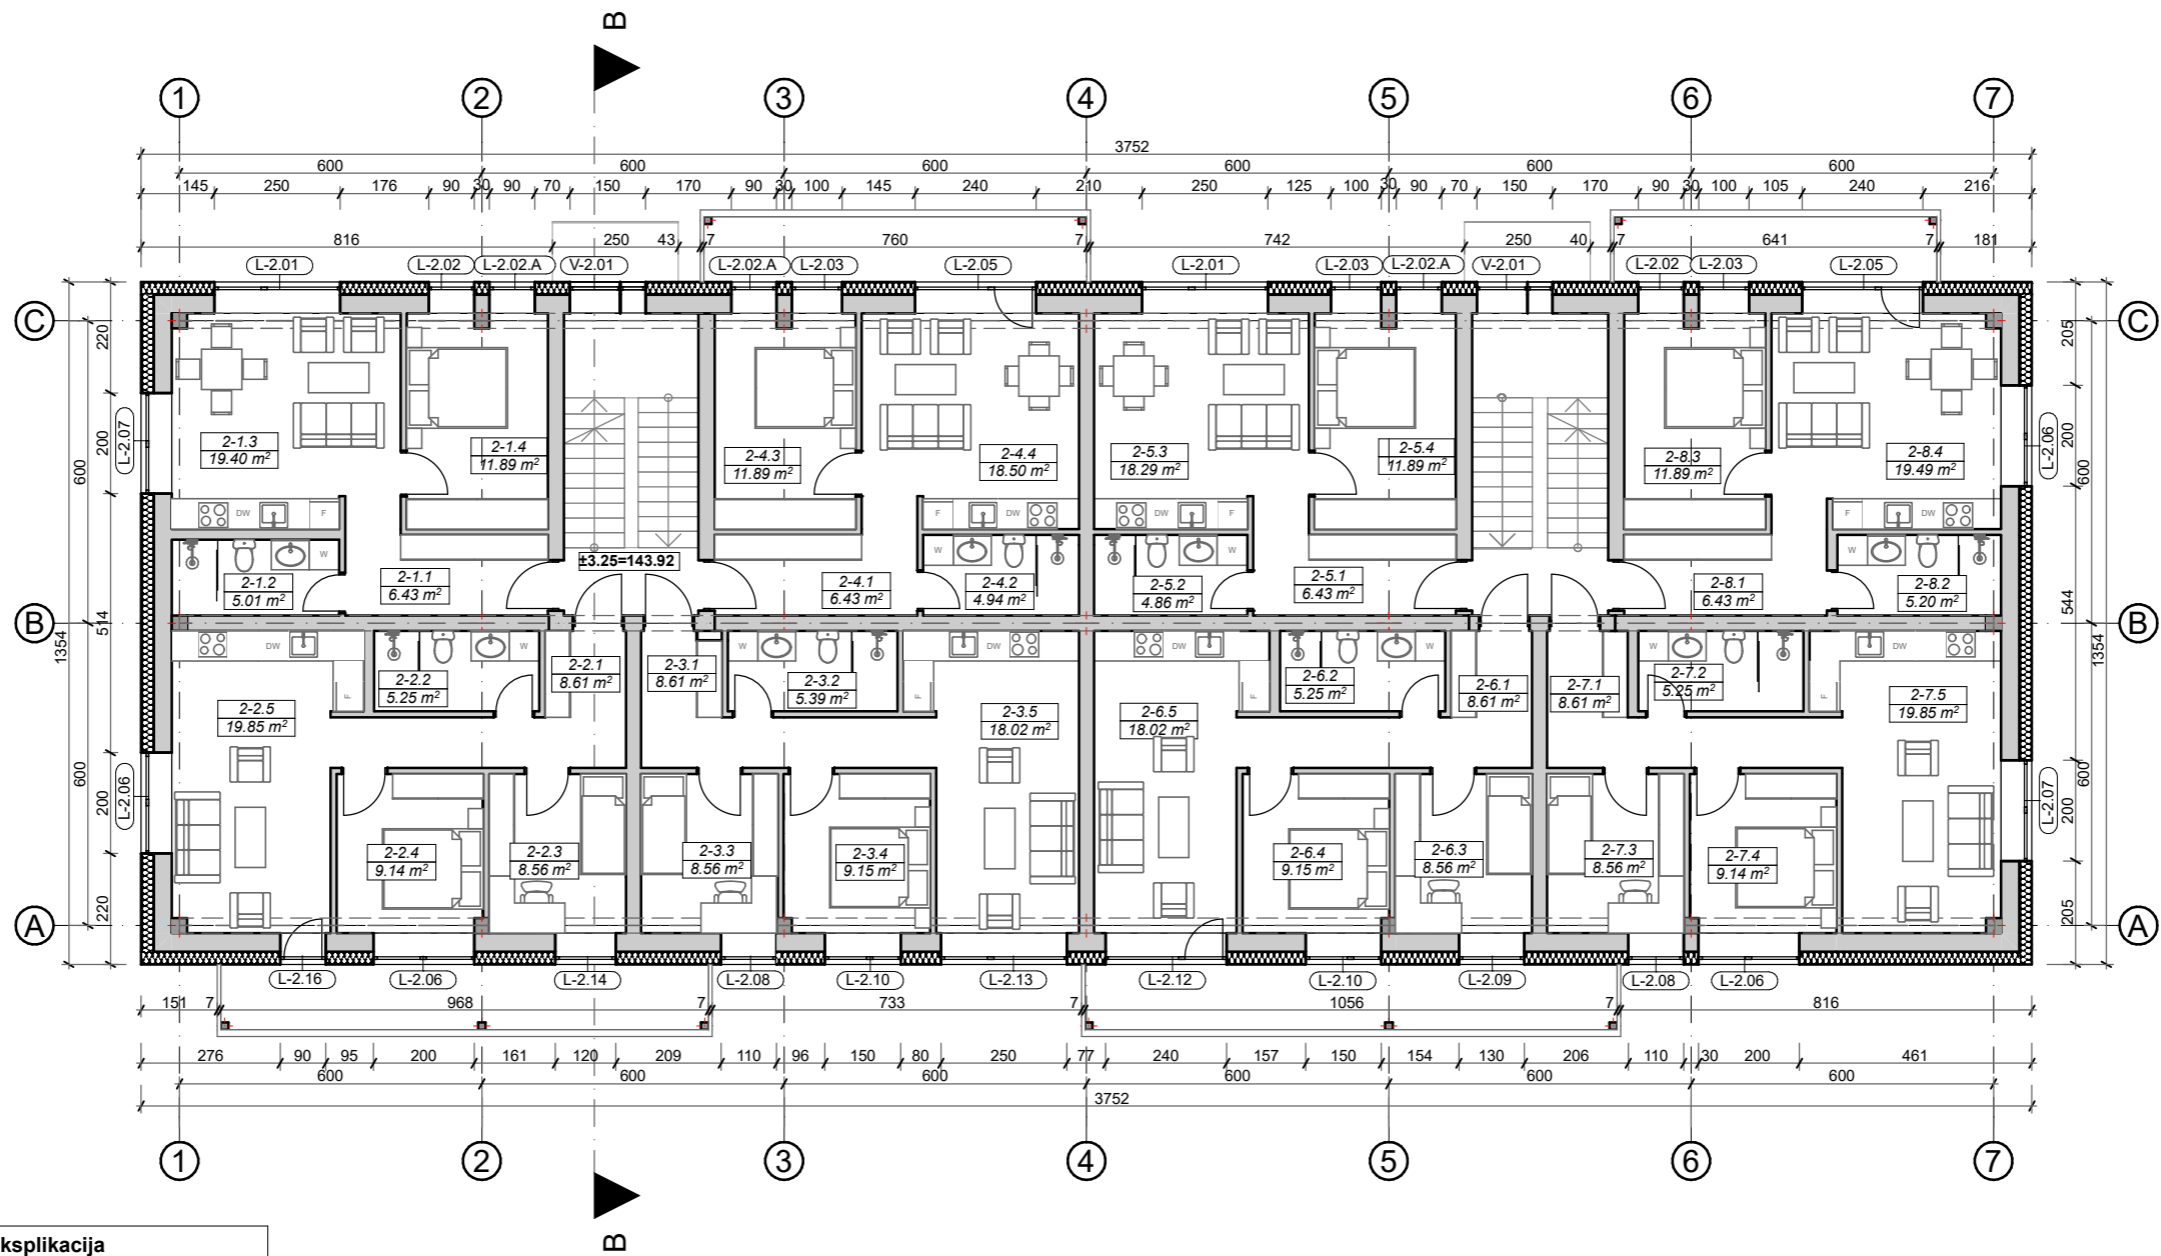 B
1 2 3 4 5 6 7
3752
600 600 600 600 600 600
145 250 176 90 30 90 70 150 170 90 30 100 145 240 210 250 125 100 30 90 70 150 170 90 30 100 105 240 216
816 250 43 7 760 7 742 250 40 7 641 7 181
L-2.01 L-2.02 L-2.02.A V-2.01 L-2.02.A L-2.03 L-2.05 L-2.01 L-2.03 L-2.02.A V-2.01 L-2.02 L-2.03 L-2.05
C C
220 205
L-2.07 L-2.06
200 200
600 600
2-1.3
19.40 m²
2-1.4
11.89 m²
2-4.3
11.89 m²
2-4.4
18.50 m²
2-5.3
18.29 m²
2-5.4
11.89 m²
2-8.3
11.89 m²
2-8.4
19.49 m²
DW F F DW DW F F DW
W W W W
±3.25=143.92
2-1.2
5.01 m²
2-1.1
6.43 m²
2-4.1
6.43 m²
2-4.2
4.94 m²
2-5.2
4.86 m²
2-5.1
6.43 m²
2-8.1
6.43 m²
2-8.2
5.20 m²
B B
514 544
1354 1354
DW W W DW DW W W DW
F F F F
2-2.5
19.85 m²
2-2.2
5.25 m²
2-2.1
8.61 m²
2-3.1
8.61 m²
2-3.2
5.39 m²
2-3.5
18.02 m²
2-6.5
18.02 m²
2-6.2
5.25 m²
2-6.1
8.61 m²
2-7.1
8.61 m²
2-7.2
5.25 m²
2-7.5
19.85 m²
600 600
L-2.06 L-2.07
200 200
2-2.4
9.14 m²
2-2.3
8.56 m²
2-3.3
8.56 m²
2-3.4
9.15 m²
2-6.4
9.15 m²
2-6.3
8.56 m²
2-7.3
8.56 m²
2-7.4
9.14 m²
220 205
A A
L-2.16 L-2.06 L-2.14 L-2.08 L-2.10 L-2.13 L-2.12 L-2.10 L-2.09 L-2.08 L-2.06
151 7 968 7 733 7 1056 7 816
276 90 95 200 161 120 209 110 96 150 80 250 77 240 157 150 154 130 206 110 30 200 461
600 600 600 600 600 600
3752
1 2 3 4 5 6 7
B
ksplikacija